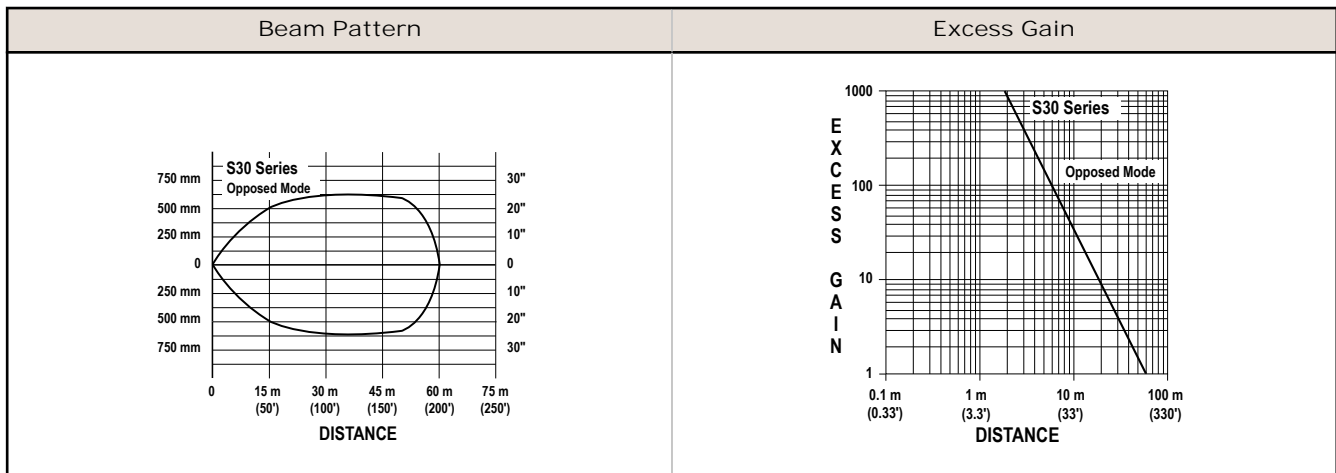 Beam Pattern
Excess Gain
S30 Series
Opposed Mode
750 mm
500 mm
250 mm
0
250 mm
500 mm
750 mm
30"
20"
10"
0
10"
20"
30"
0
15 m
(50')
30 m
(100')
45 m
(150')
60 m
(200')
75 m
(250')
DISTANCE
EXCESS GAIN
1000
100
10
1
S30 Series
Opposed Mode
0.1 m
(0.33')
1 m
(3.3')
10 m
(33')
100 m
(330')
DISTANCE